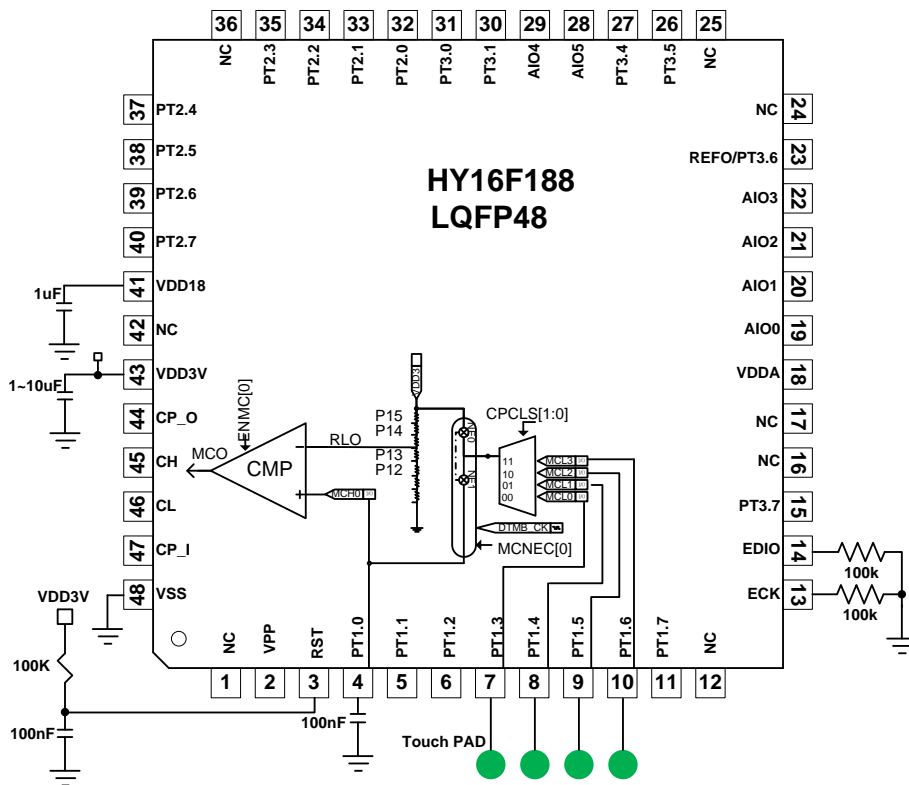 36 35 34 33 32 31 30 29 28 27 26 25
NC PT2.3 PT2.2 PT2.1 PT2.0 PT3.0 PT3.1 AIO4 AIO5 PT3.4 PT3.5 NC
37 PT2.4
38 PT2.5
39 PT2.6
40 PT2.7
41 VDD18
42 NC
43 VDD3V
44 CP_O
45 CH
46 CL
47 CP_I
48 VSS
1uF
1~10uF
HY16F188
LQFP48
NC 24
REFO/PT3.6 23
AIO3 22
AIO2 21
AIO1 20
AIO0 19
VDDA 18
NC 17
NC 16
PT3.7 15
EDIO 14
ECK 13
100k
100k
MCO
ENMC[0]
CMP
RLO
P15
P14
P13
P12
NE0
NE1
CPCLS[1:0]
11
10
01
00
MCL3
MCL2
MCL1
MCL0
MCH0
DTMB_CK
MCNEC[0]
VDD3V
100K
100nF
100nF
NC VPP RST PT1.0 PT1.1 PT1.2 PT1.3 PT1.4 PT1.5 PT1.6 PT1.7 NC
1 2 3 4 5 6 7 8 9 10 11 12
Touch PAD